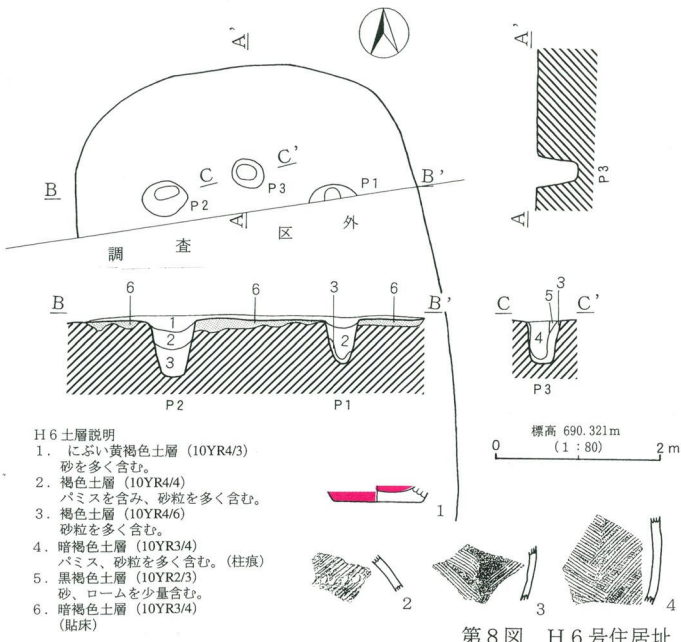 A'
A'
C
C'
P3
P1
B
P2
B'
A
調査区外
P3
A
B
6
6
3
6
B'
1
2
3
2
P2
P1
C
5
3
C'
4
P3
標高 690.321m
0
(1:80)
2m
H6土層説明
1. にぶい黄褐色土層 (10YR4/3)
砂を多く含む。
2. 褐色土層 (10YR4/4)
パミスを含み、砂粒を多く含む。
3. 褐色土層 (10YR4/6)
砂粒を多く含む。
4. 暗褐色土層 (10YR3/4)
パミス、砂粒を多く含む。(柱痕)
5. 黒褐色土層 (10YR2/3)
砂、ロームを少量含む。
6. 暗褐色土層 (10YR3/4)
(貼床)
1
2
3
4
第8図 H6号住居址